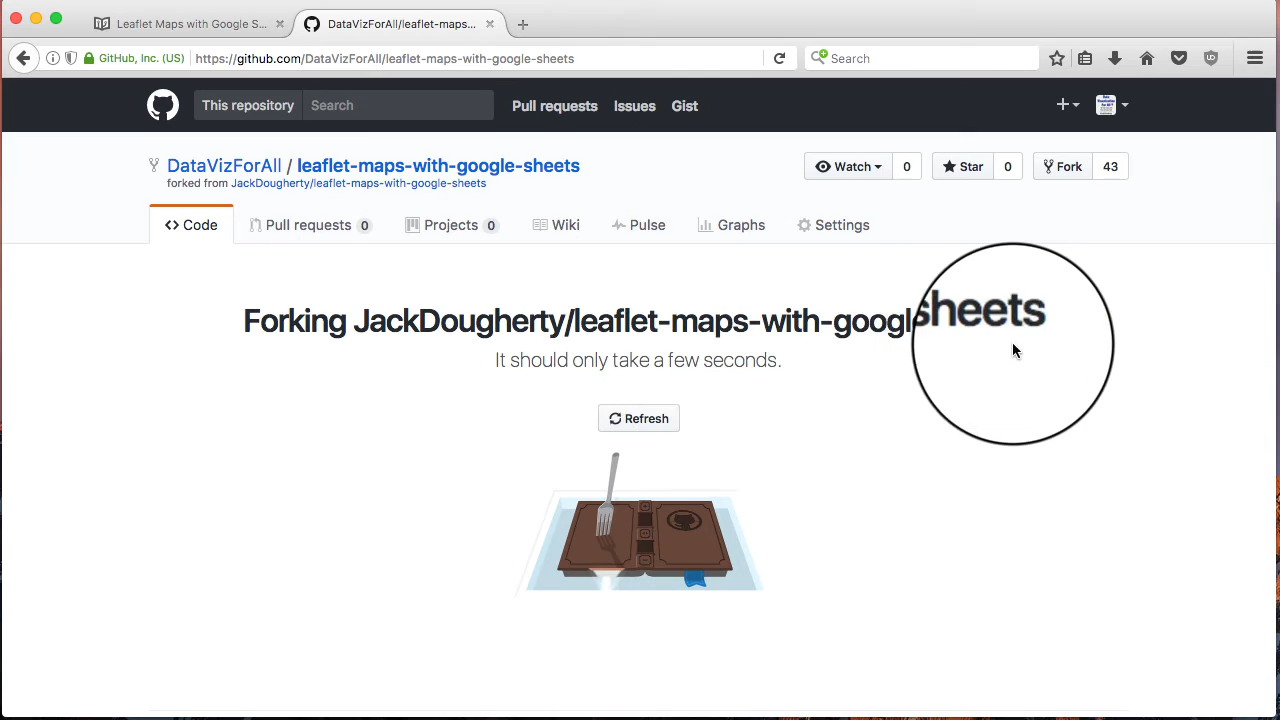 Leaflet Maps with Google S...
DataVizForAll/leaflet-maps...
GitHub, Inc. (US)
https://github.com/DataVizForAll/leaflet-maps-with-google-sheets
Search
This repository
Search
Pull requests
Issues
Gist
DataVizForAll / leaflet-maps-with-google-sheets
forked from JackDougherty/leaflet-maps-with-google-sheets
Watch 0
Star 0
Fork 43
Code
Pull requests 0
Projects 0
Wiki
Pulse
Graphs
Settings
Forking JackDougherty/leaflet-maps-with-googl sheets
It should only take a few seconds.
Refresh